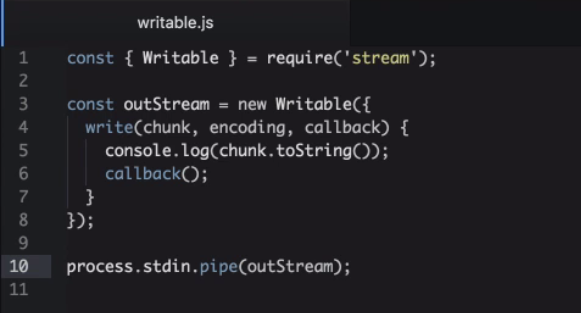 writable.js
1 const { Writable } = require('stream');
2
3 const outStream = new Writable({
4 write(chunk, encoding, callback) {
5 console.log(chunk.toString());
6 callback();
7 }
8 });
9
10 process.stdin.pipe(outStream);
11